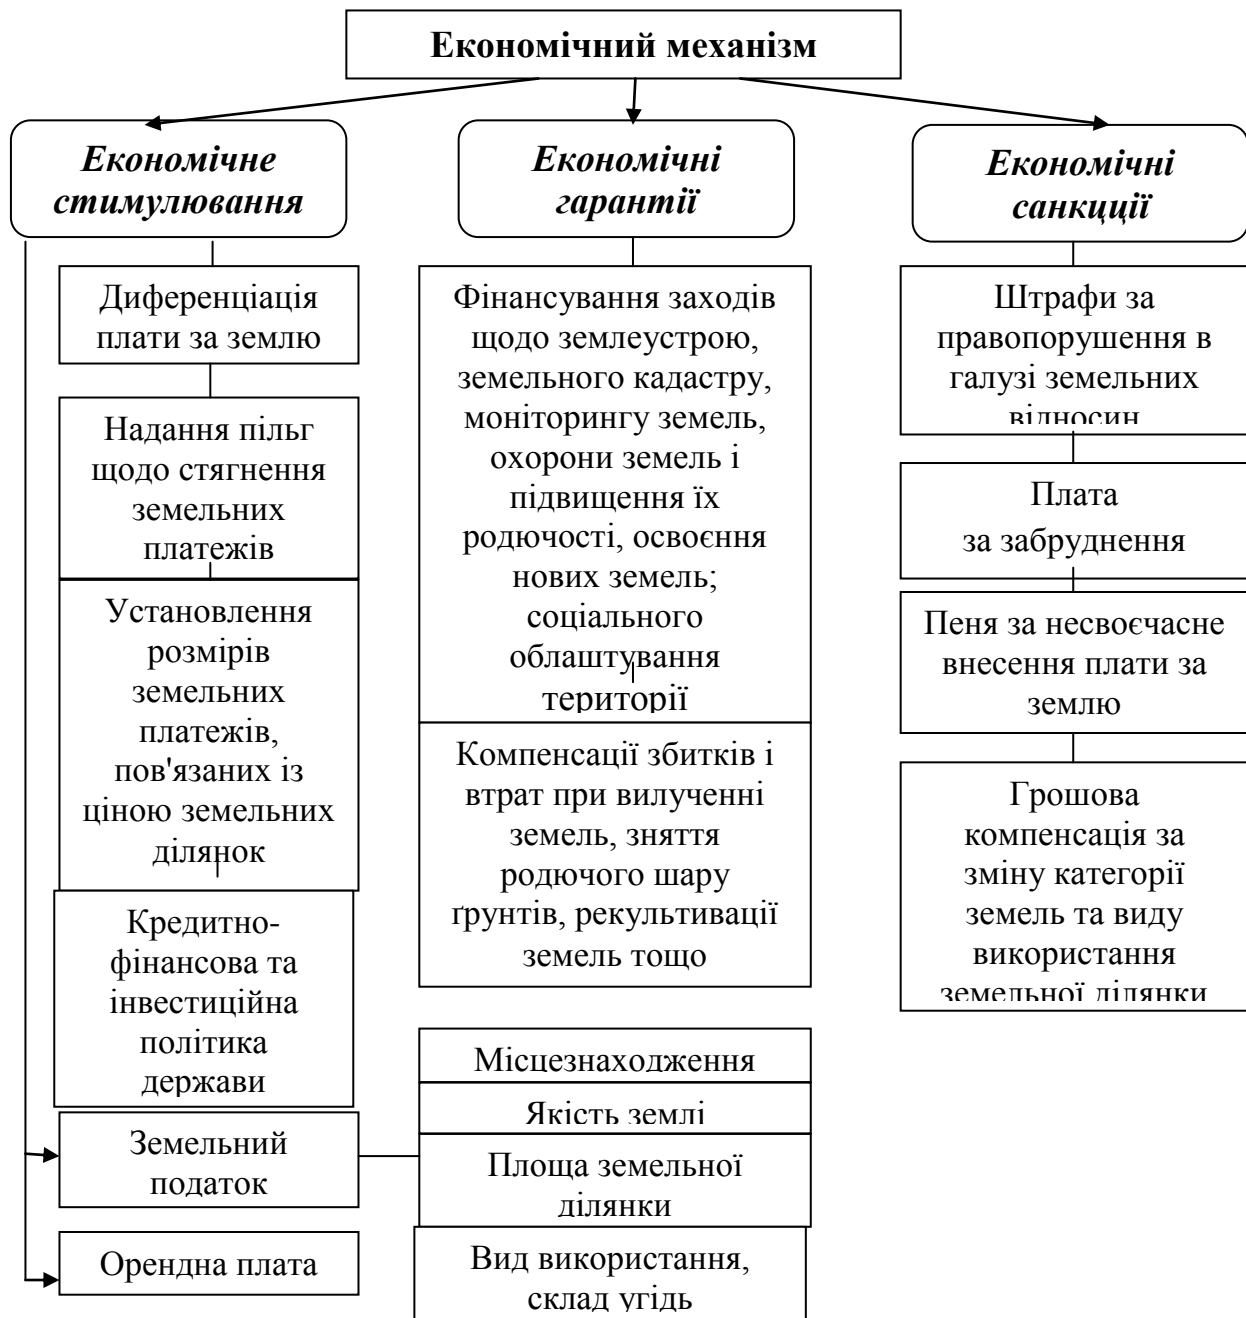 Економічний механізм
Економічне
стимулювання
Диференціація
плати за землю
Надання пільг
щодо стягнення
земельних
платежів
Установлення
розмірів
земельних
платежів,
пов'язаних із
ціною земельних
ділянок
Кредитно-
фінансова та
інвестиційна
політика
держави
Земельний
податок
Орендна плата
Економічні
гарантії
Фінансування заходів
щодо землеустрою,
земельного кадастру,
моніторингу земель,
охорони земель і
підвищення їх
родючості, освоєння
нових земель;
соціального
облаштування
території
Компенсації збитків і
втрат при вилученні
земель, зняття
родючого шару
ґрунтів, рекультивації
земель тощо
Місцезнаходження
Якість землі
Площа земельної
ділянки
Вид використання,
склад угідь
Економічні
санкцції
Штрафи за
правопорушення в
галузі земельних
відносин
Плата
за забруднення
Пеня за несвоєчасне
внесення плати за
землю
Грошова
компенсація за
зміну категорії
земель та виду
використання
земельної ділянки